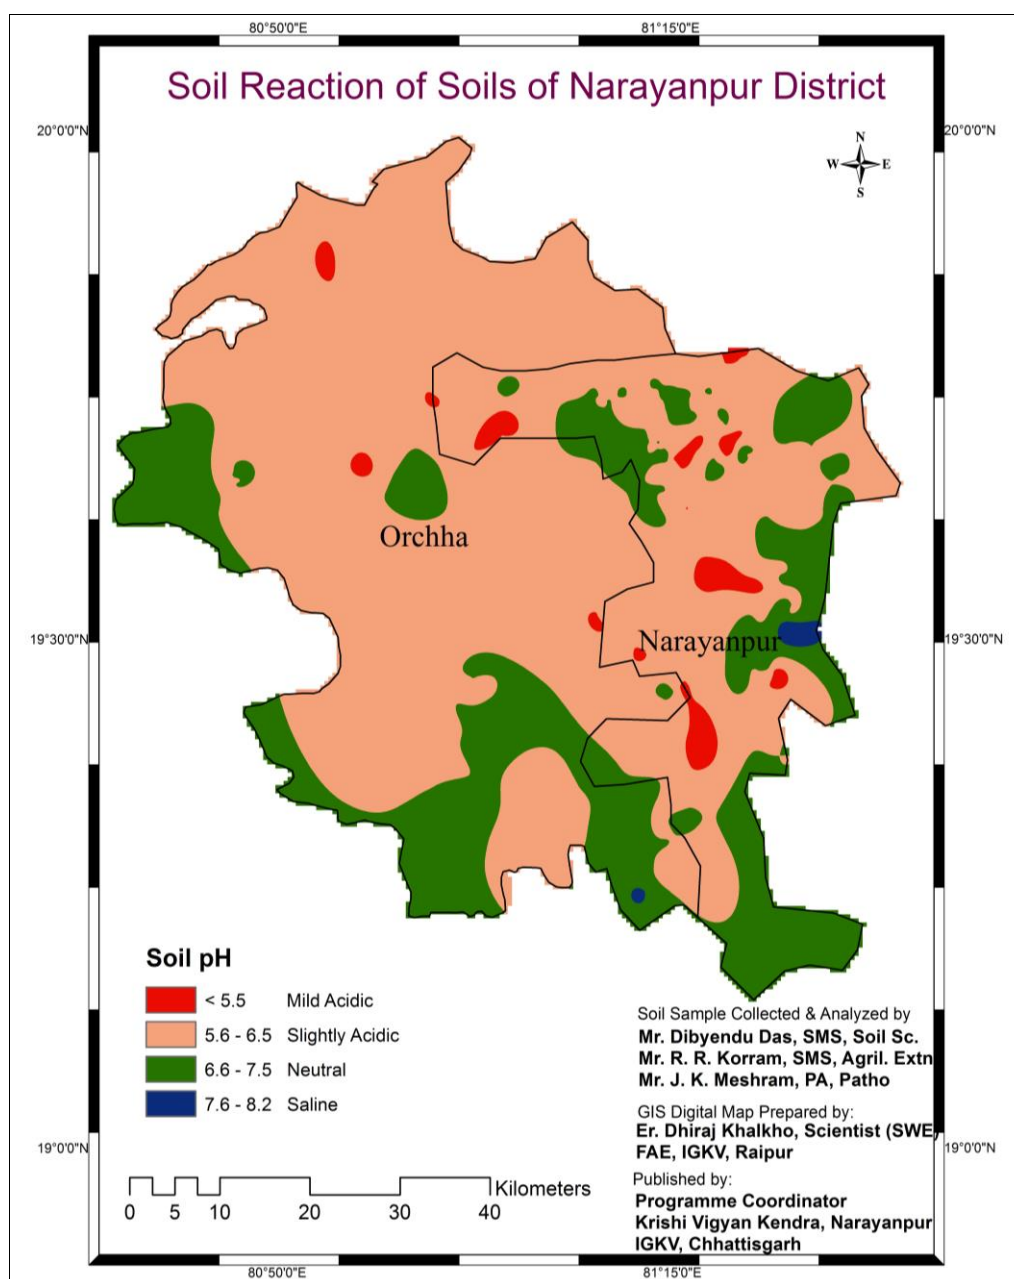 80°50'0"E 81°15'0"E
Soil Reaction of Soils of Narayanpur District
20°0'0"N 20°0'0"N
N
W E
S
Orchha
19°30'0"N Narayanpur 19°30'0"N
Soil pH
< 5.5 Mild Acidic
5.6 - 6.5 Slightly Acidic
6.6 - 7.5 Neutral
7.6 - 8.2 Saline
Soil Sample Collected & Analyzed by
Mr. Dibyendu Das, SMS, Soil Sc.
Mr. R. R. Korram, SMS, Agril. Extn
Mr. J. K. Meshram, PA, Patho
GIS Digital Map Prepared by:
Er. Dhiraj Khalkho, Scientist (SWE)
FAE, IGKV, Raipur
19°0'0"N 19°0'0"N
Published by:
Programme Coordinator
Krishi Vigyan Kendra, Narayanpur
IGKV, Chhattisgarh
Kilometers
0 5 10 20 30 40
80°50'0"E 81°15'0"E